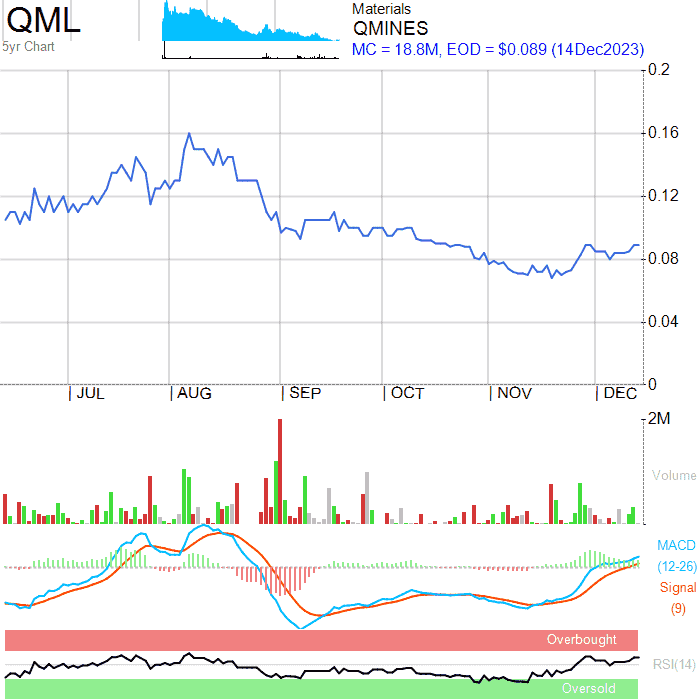 QML
5yr Chart
Materials
QMINES
MC = 18.8M, EOD = $0.089 (14Dec2023)
0.2
0.16
0.12
0.08
0.04
0
JUL AUG SEP OCT NOV DEC
2M
Volume
MACD
(12-26)
Signal
(9)
Overbought
RSI(14)
Oversold